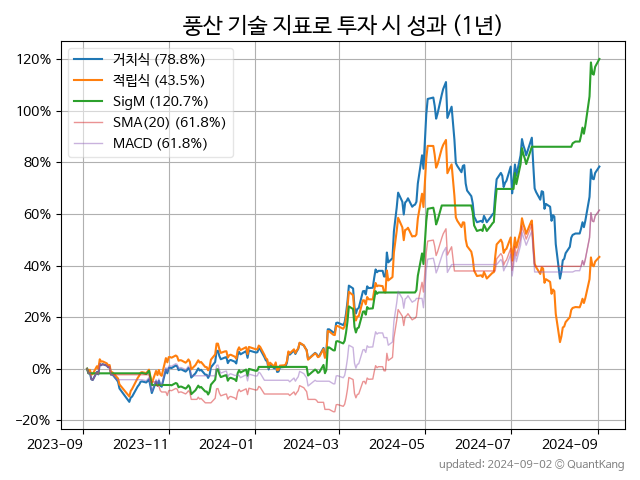 풍산 기술 지표로 투자 시 성과 (1년)
거치식 (78.8%)
적립식 (43.5%)
SigM (120.7%)
SMA(20) (61.8%)
MACD (61.8%)
120%
100%
80%
60%
40%
20%
0%
−20%
2023-09 2023-11 2024-01 2024-03 2024-05 2024-07 2024-09
updated: 2024-09-02 © QuantKang